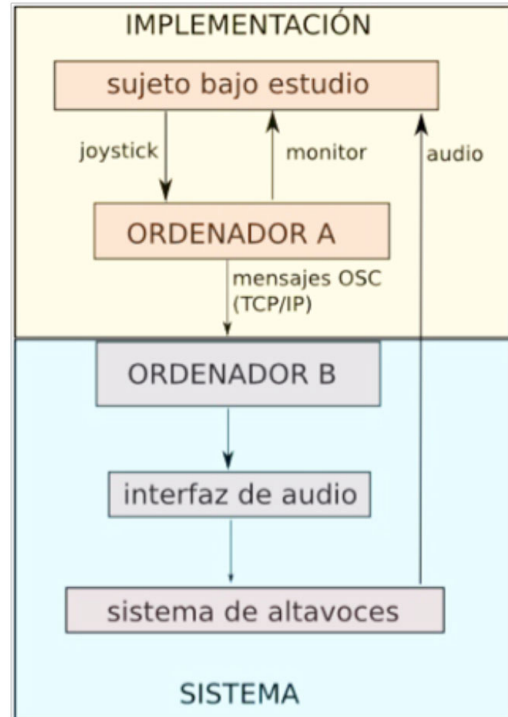 IMPLEMENTACIÓN
sujeto bajo estudio
joystick
monitor
audio
ORDENADOR A
mensajes OSC
(TCP/IP)
ORDENADOR B
interfaz de audio
sistema de altavoces
SISTEMA